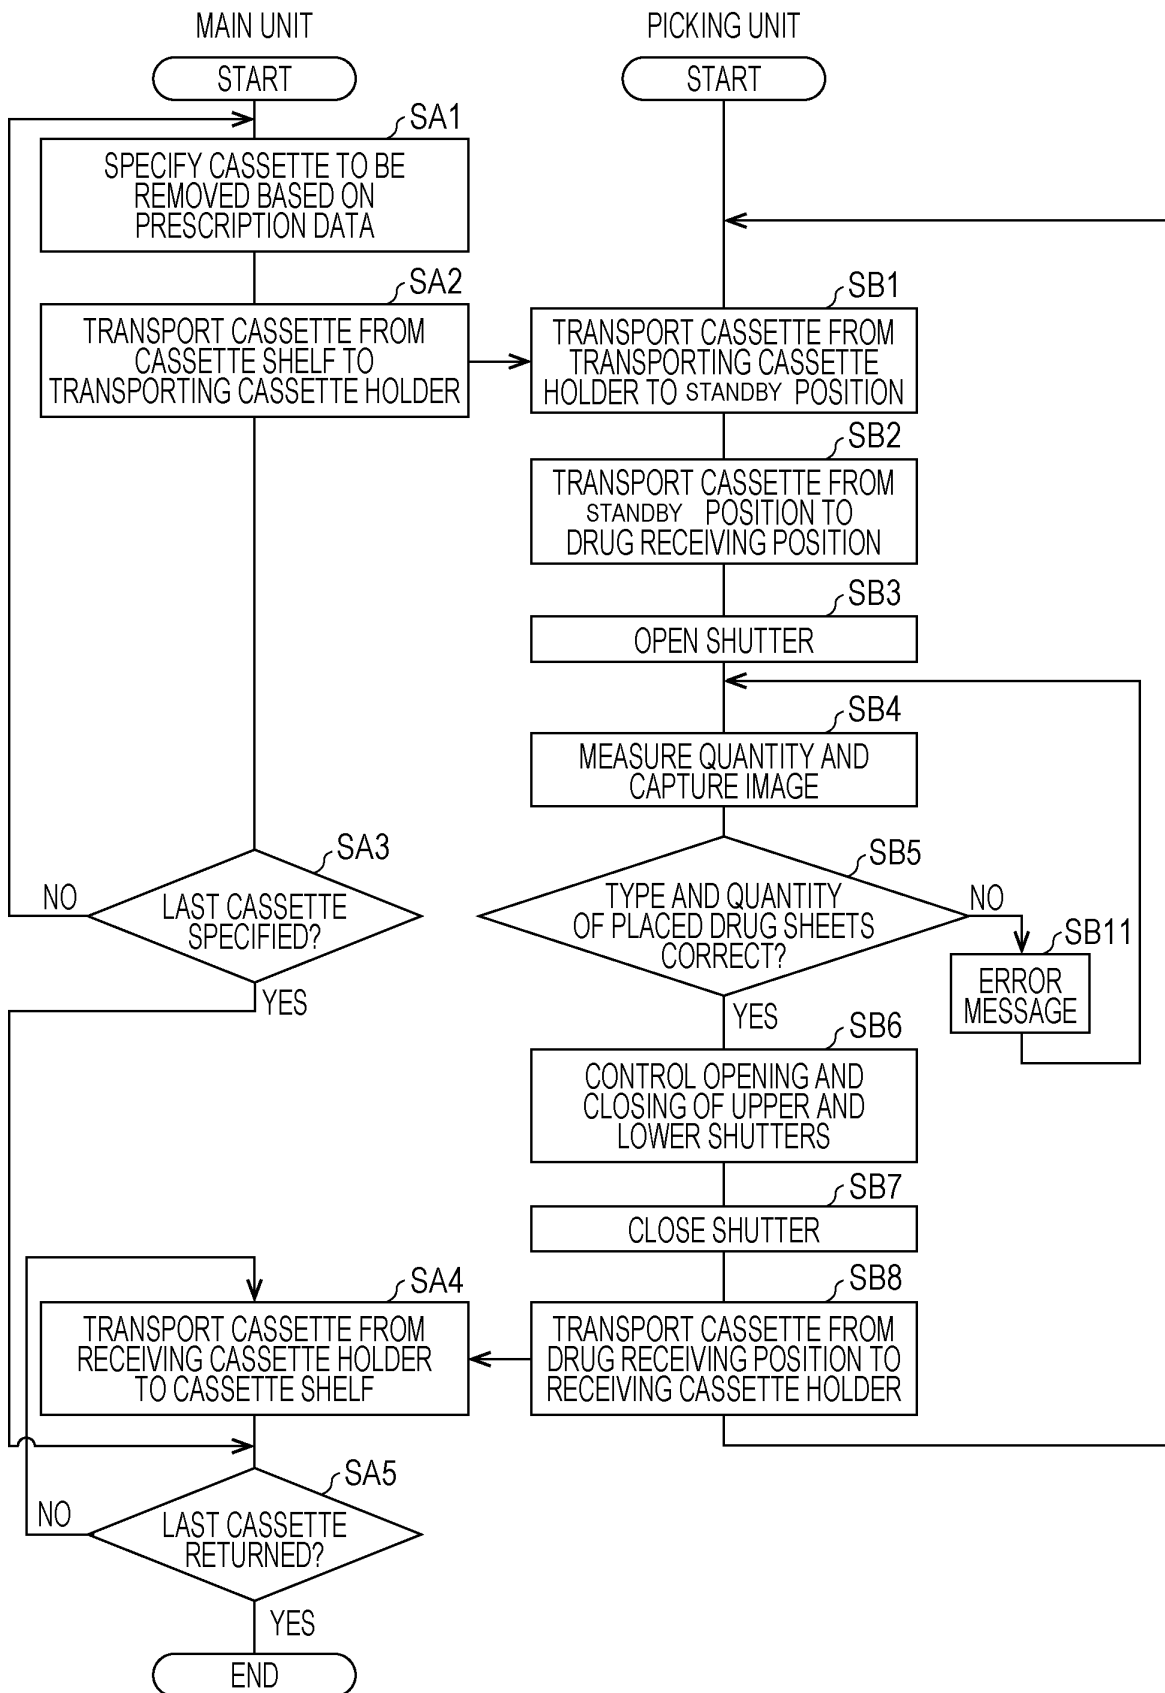 MAIN UNIT
PICKING UNIT
START
START
SA1
SPECIFY CASSETTE TO BE
REMOVED BASED ON
PRESCRIPTION DATA
SA2
TRANSPORT CASSETTE FROM
CASSETTE SHELF TO
TRANSPORTING CASSETTE HOLDER
SB1
TRANSPORT CASSETTE FROM
TRANSPORTING CASSETTE
HOLDER TO STANDBY POSITION
SB2
TRANSPORT CASSETTE FROM
STANDBY POSITION TO
DRUG RECEIVING POSITION
SB3
OPEN SHUTTER
SB4
MEASURE QUANTITY AND
CAPTURE IMAGE
SA3
LAST CASSETTE
SPECIFIED?
NO
YES
SB5
TYPE AND QUANTITY
OF PLACED DRUG SHEETS
CORRECT?
NO
YES
SB11
ERROR
MESSAGE
SB6
CONTROL OPENING AND
CLOSING OF UPPER AND
LOWER SHUTTERS
SB7
CLOSE SHUTTER
SB8
TRANSPORT CASSETTE FROM
DRUG RECEIVING POSITION TO
RECEIVING CASSETTE HOLDER
SA4
TRANSPORT CASSETTE FROM
RECEIVING CASSETTE HOLDER
TO CASSETTE SHELF
SA5
LAST CASSETTE
RETURNED?
NO
YES
END